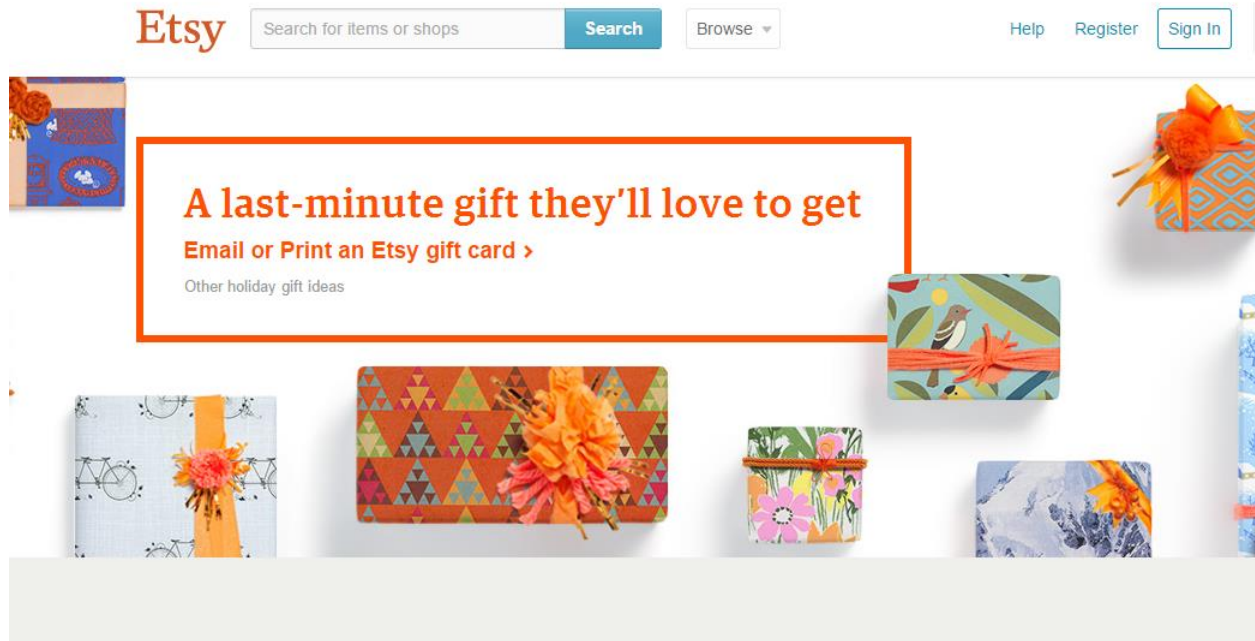 Etsy
Search for items or shops
Search
Browse
Help
Register
Sign In
A last-minute gift they’ll love to get
Email or Print an Etsy gift card ›
Other holiday gift ideas